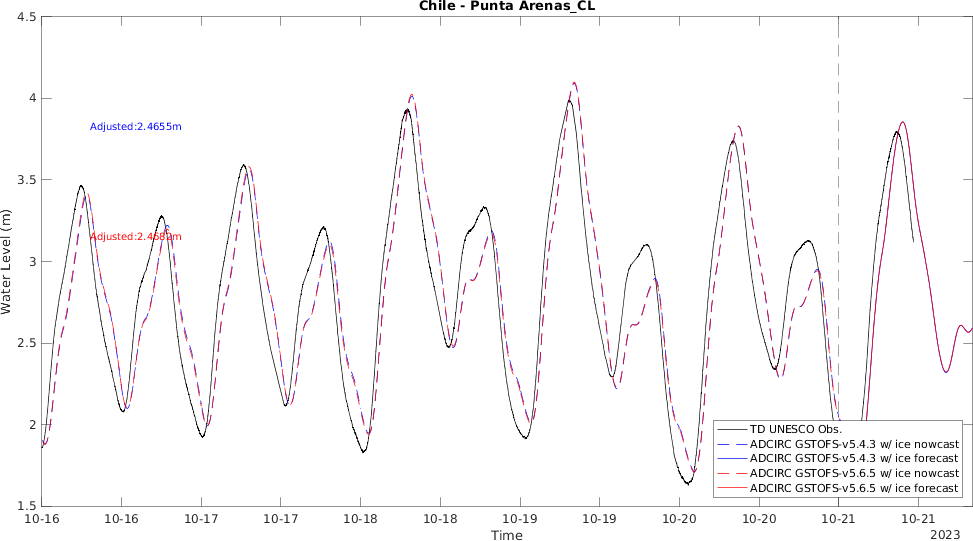 Chile - Punta Arenas_CL
4.5
4
3.5
3
2.5
2
1.5
Water Level (m)
Adjusted:2.4655m
Adjusted:2.4682m
TD UNESCO Obs.
ADCIRC GSTOFS-v5.4.3 w/ ice nowcast
ADCIRC GSTOFS-v5.4.3 w/ ice forecast
ADCIRC GSTOFS-v5.6.5 w/ ice nowcast
ADCIRC GSTOFS-v5.6.5 w/ ice forecast
10-16 10-16 10-17 10-17 10-18 10-18 10-19 10-19 10-20 10-20 10-21 10-21
Time
2023